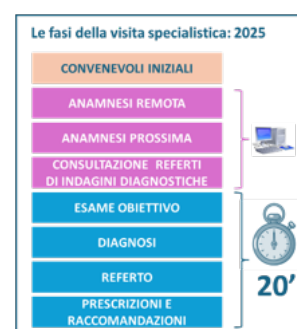 Le fasi della visita specialistica: 2025
CONVENEVOLI INIZIALI
ANAMNESI REMOTA
ANAMNESI PROSSIMA
CONSULTAZIONE REFERTI
DI INDAGINI DIAGNOSTICHE
ESAME OBIETTIVO
DIAGNOSI
REFERTO
PRESCRIZIONI E
RACCOMANDAZIONI
20’